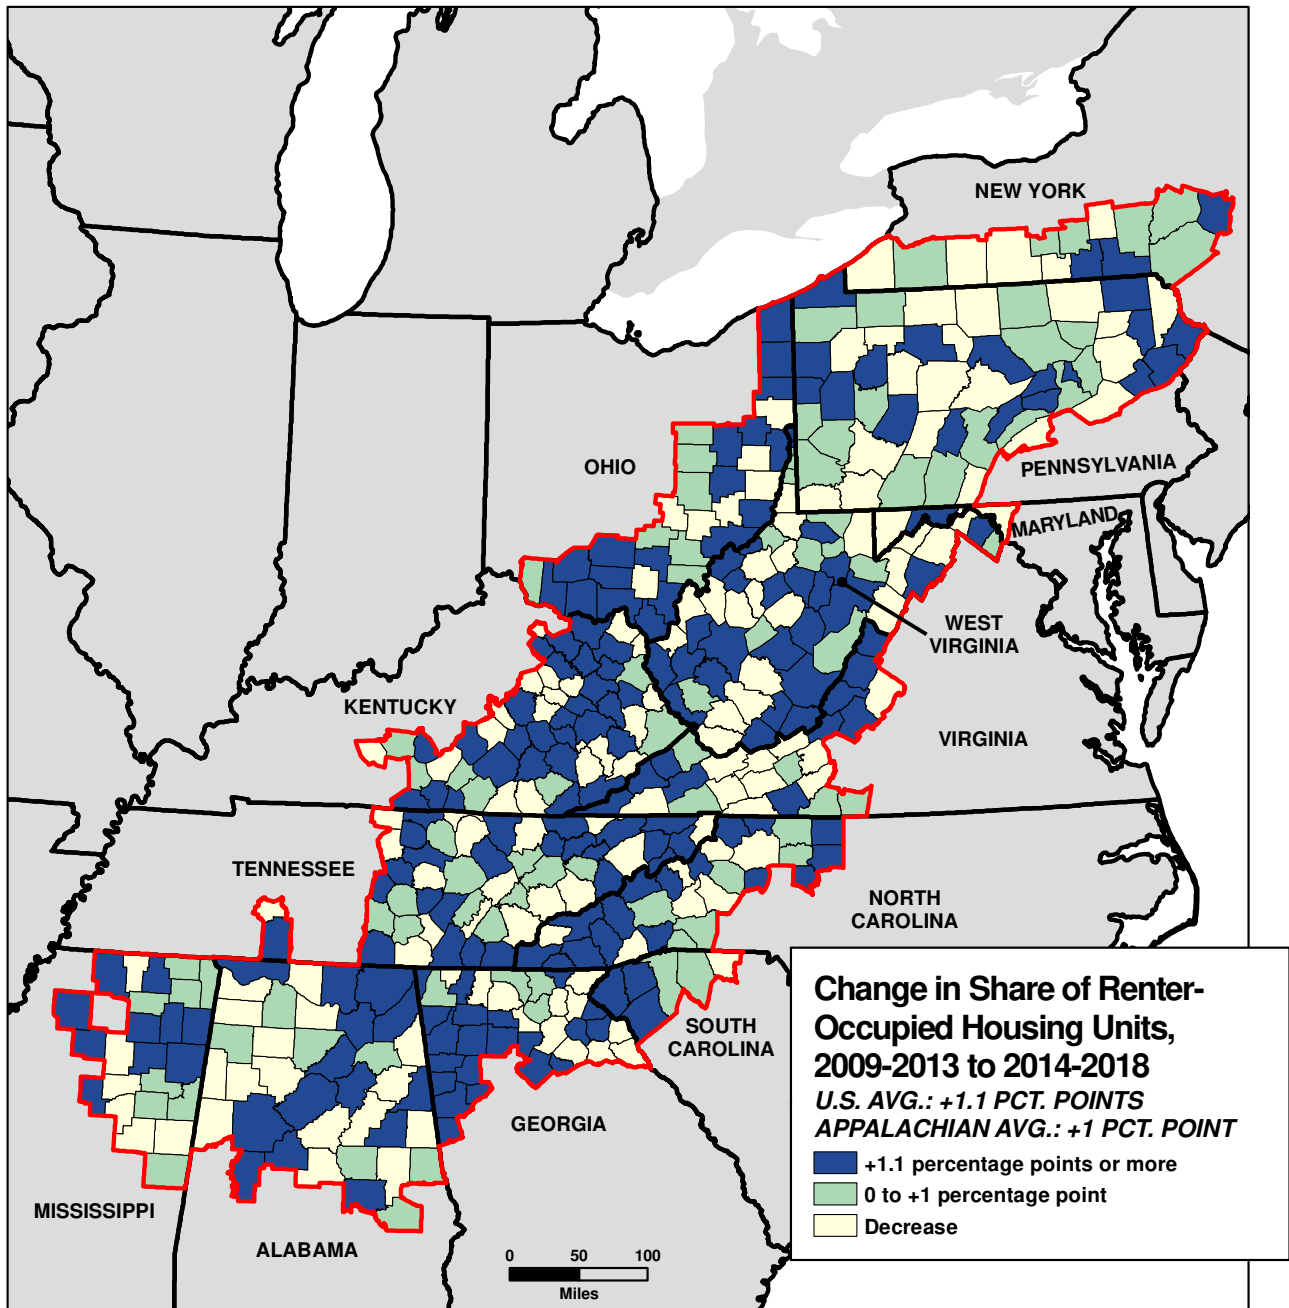 NEW YORK
OHIO
PENNSYLVANIA
MARYLAND
WEST
VIRGINIA
KENTUCKY
VIRGINIA
TENNESSEE
NORTH
CAROLINA
SOUTH
CAROLINA
GEORGIA
MISSISSIPPI
ALABAMA
Change in Share of Renter-
Occupied Housing Units,
2009-2013 to 2014-2018
U.S. AVG.: +1.1 PCT. POINTS
APPALACHIAN AVG.: +1 PCT. POINT
+1.1 percentage points or more
0 to +1 percentage point
Decrease
0 50 100
Miles